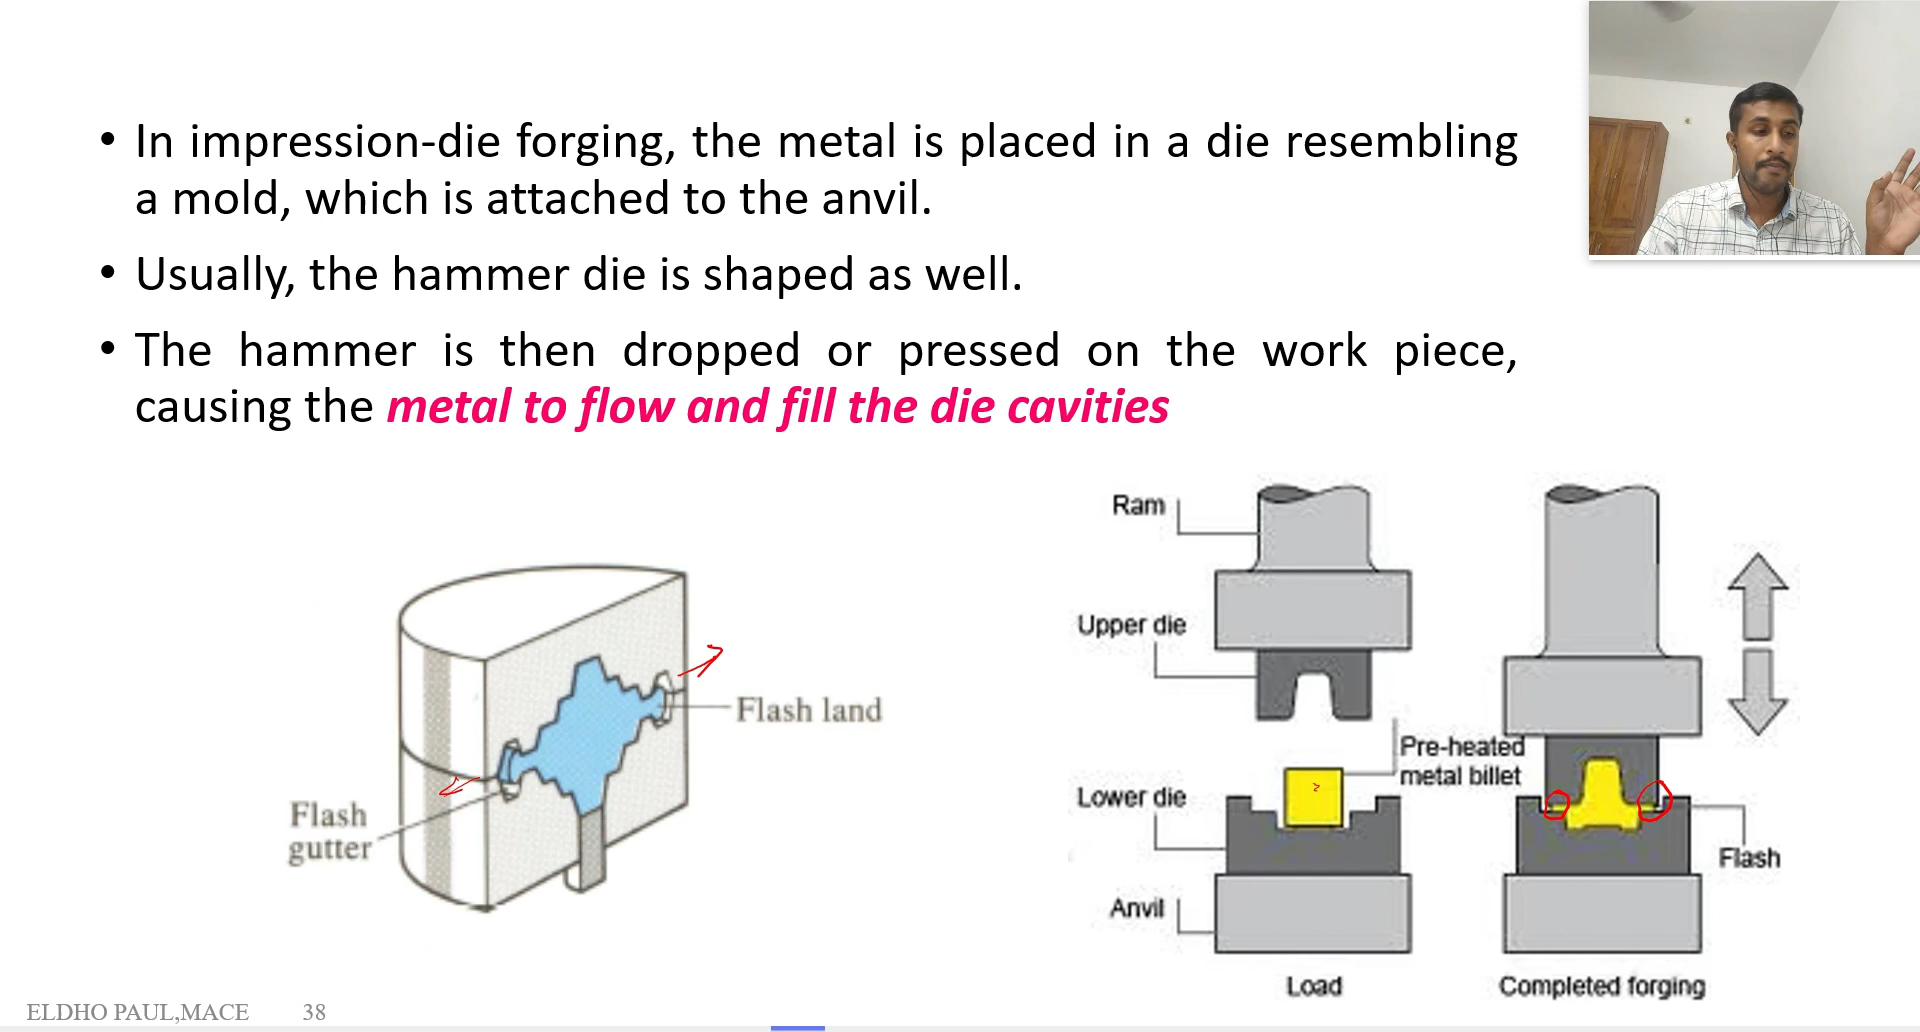 • In impression-die forging, the metal is placed in a die resembling
a mold, which is attached to the anvil.
• Usually, the hammer die is shaped as well.
• The hammer is then dropped or pressed on the work piece,
causing the metal to flow and fill the die cavities
Flash land
Flash
gutter
Ram
Upper die
Pre-heated
metal billet
Lower die
Flash
Anvil
Load
Completed forging
ELDHO PAUL,MACE 38